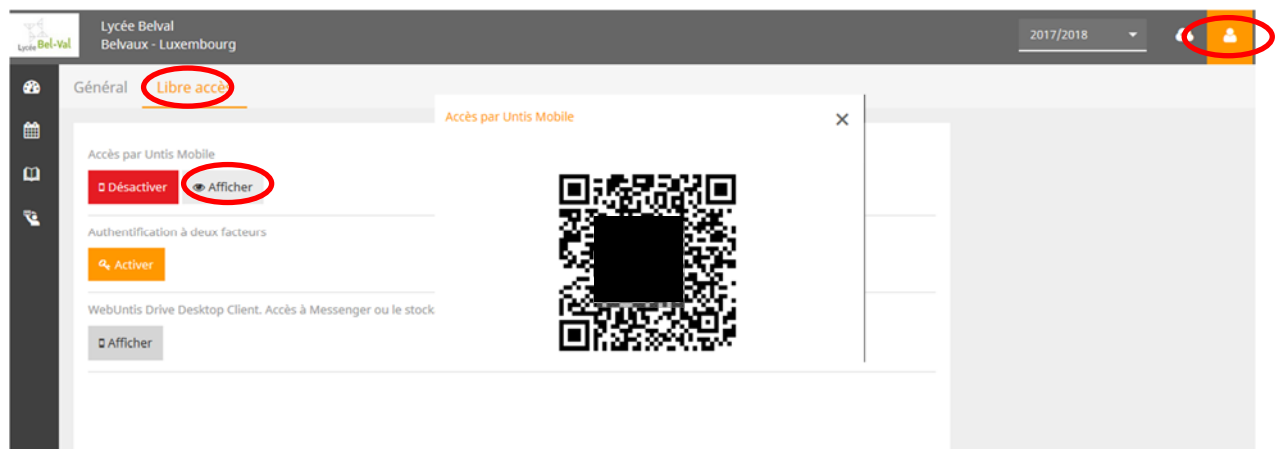 Lycée Bel-Val
Lycée Belval
Belvaux - Luxembourg
2017/2018
Général
Libre accès
Accès par Untis Mobile
Accès par Untis Mobile
Désactiver
Afficher
Authentification à deux facteurs
Activer
WebUntis Drive Desktop Client. Accès à Messenger ou le stock
Afficher